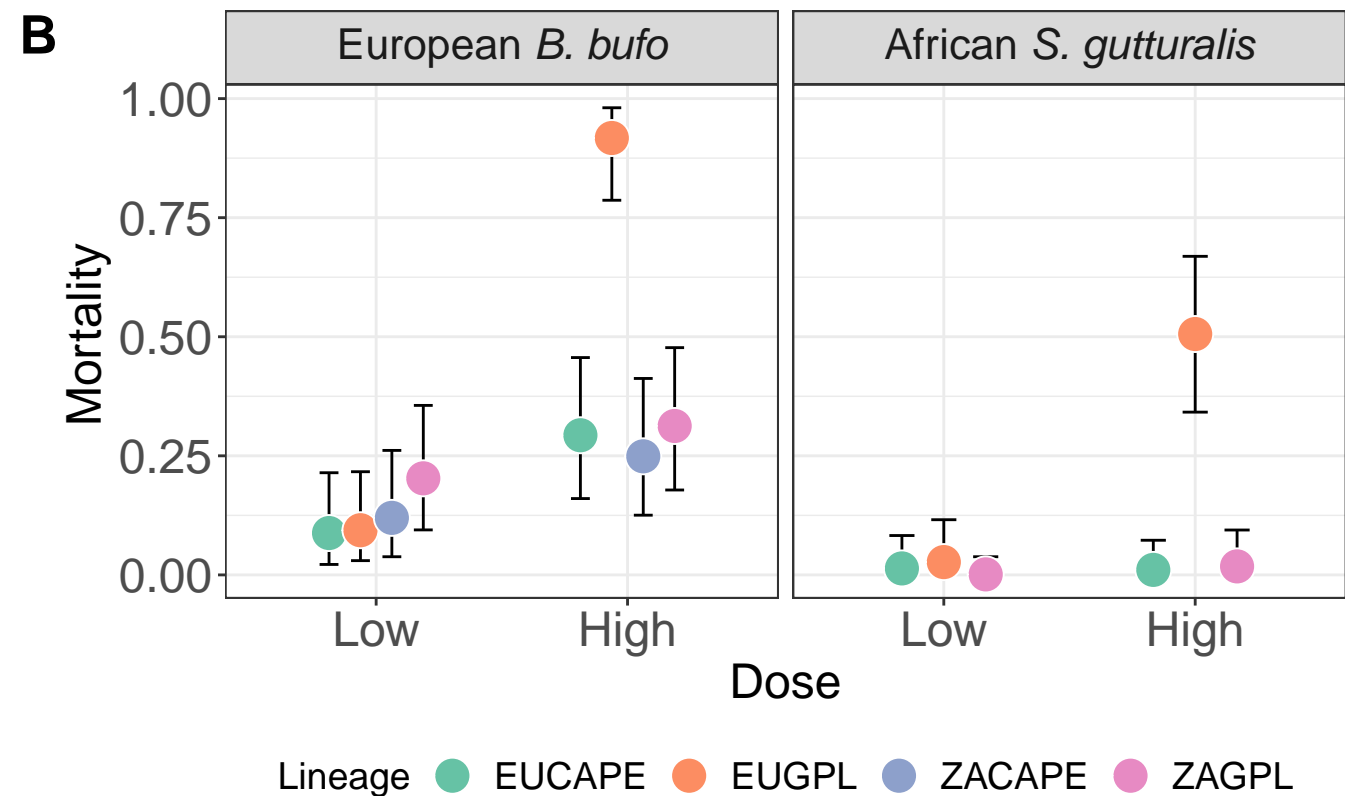 B
European B. bufo
African S. gutturalis
Mortality
1.00
0.75
0.50
0.25
0.00
Low
High
Low
High
Dose
Lineage EUCAPE EUGPL ZACAPE ZAGPL